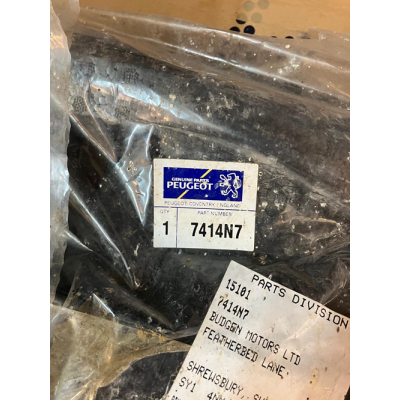 GENUINE PARTS
PEUGEOT
PEUGEOT COVENTRY ENGLAND
QTY PART NUMBER
1 7414N7
PARTS DIVISION
15101
7414N7
BUDGEN MOTORS LTD
FEATHERBED LANE,
SHREWSBURY,
SY1